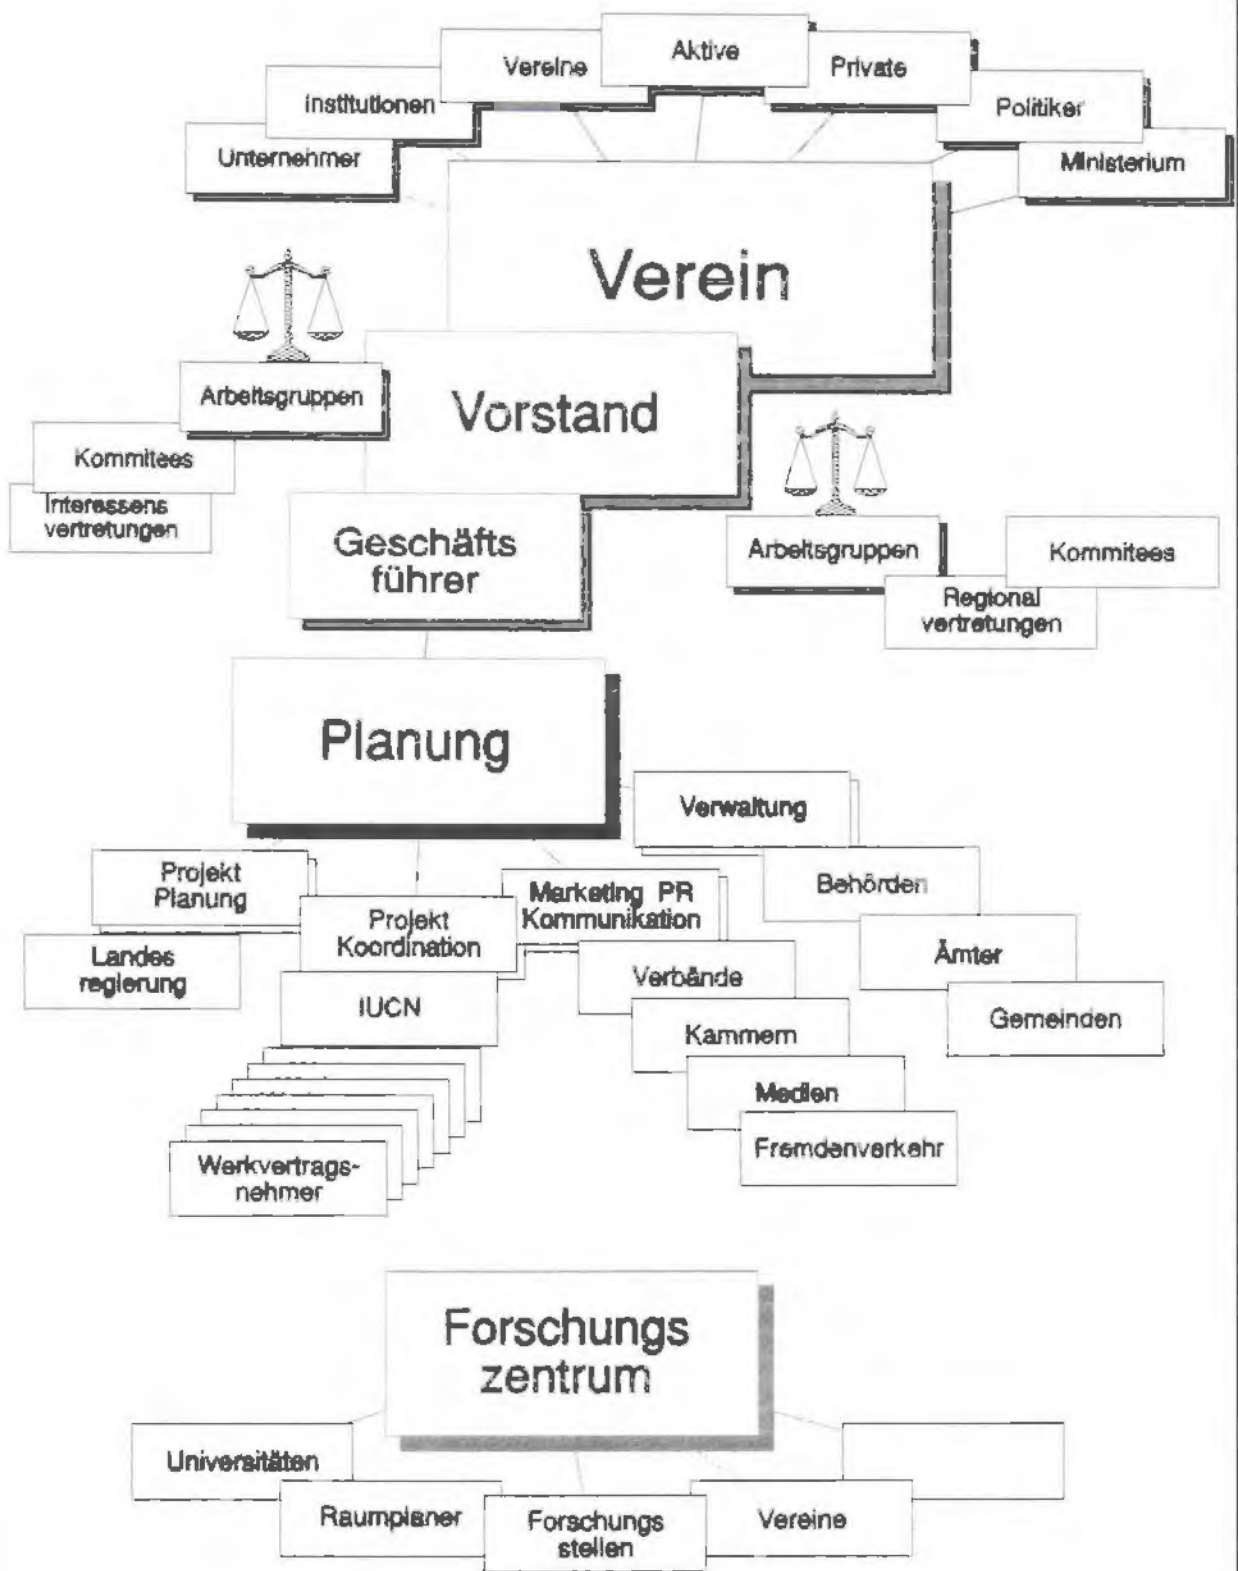 Aktive
Vereine
Private
Institutionen
Politiker
Unternehmer
Ministerium
Verein
Arbeitsgruppen
Vorstand
Kommitees
Interessens
vertretungen
Geschäfts
führer
Arbeitsgruppen
Kommitees
Regional
vertretungen
Planung
Verwaltung
Projekt
Planung
Behörden
Marketing PR
Kommunikation
Projekt
Koordination
Landes
regierung
Ämter
Verbände
IUCN
Gemeinden
Kammern
Medien
Fremdenverkehr
Werkvertrags-
nehmer
Forschungs
zentrum
Universitäten
Raumplaner
Forschungs
stellen
Vereine